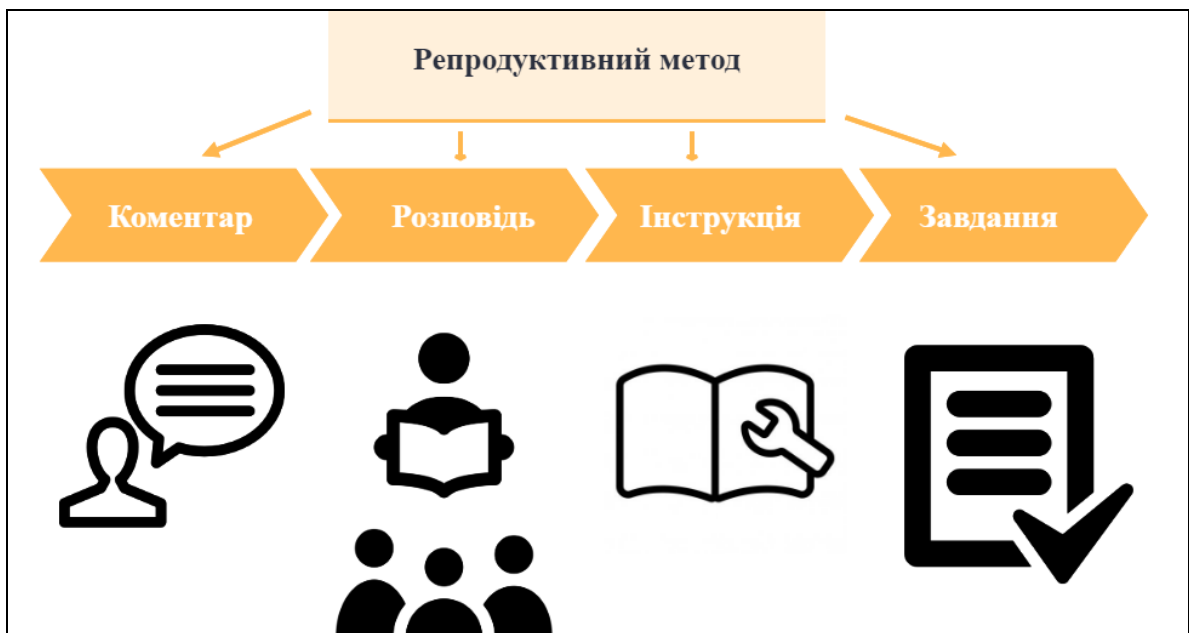 Репродуктивний метод
Коментар
Розповідь
Інструкція
Завдання